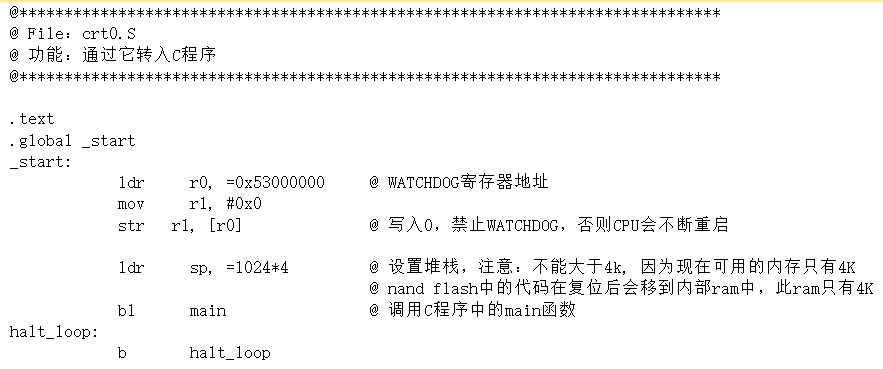 @******************************************************************************
@ File: crt0.S
@ 功能: 通过它转入C程序
@******************************************************************************
.text
.global _start
_start:
ldr r0, =0x53000000 @ WATCHDOG寄存器地址
mov r1, #0x0
str r1, [r0] @ 写入0, 禁止WATCHDOG, 否则CPU会不断重启
ldr sp, =1024*4 @ 设置堆栈, 注意: 不能大于4k, 因为现在可用的内存只有4K
@ nand flash中的代码在复位后会移到内部ram中, 此ram只有4K
bl main @ 调用C程序中的main函数
halt_loop:
b halt_loop